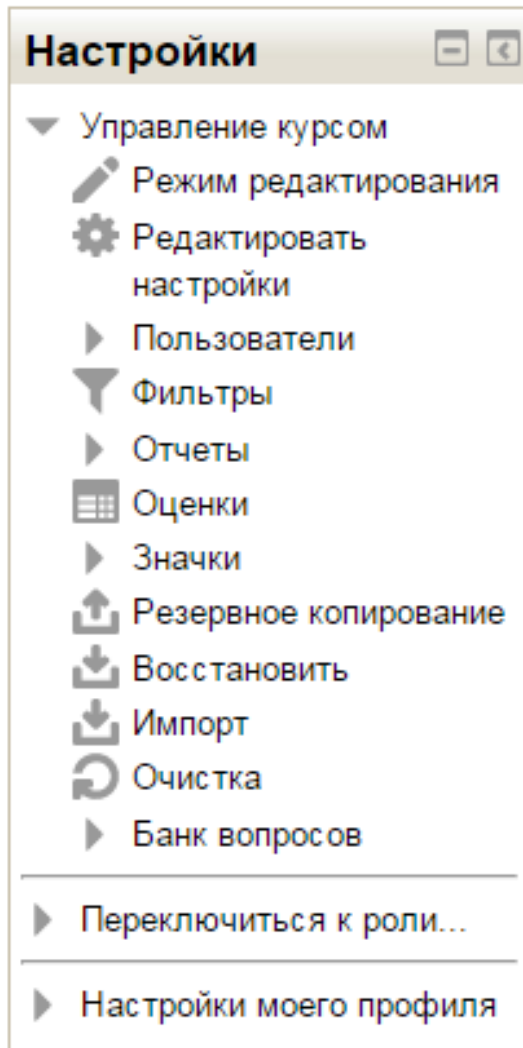 Настройки
Управление курсом
Режим редактирования
Редактировать
настройки
Пользователи
Фильтры
Отчеты
Оценки
Значки
Резервное копирование
Восстановить
Импорт
Очистка
Банк вопросов
Переключиться к роли...
Настройки моего профиля